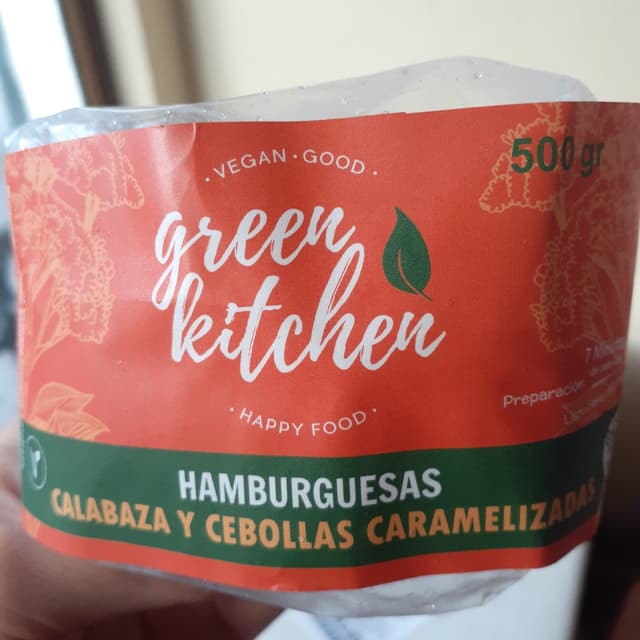 500 gr
· VEGAN · GOOD ·
green
kitchen
· HAPPY FOOD ·
Preparación
HAMBURGUESAS
CALABAZA Y CEBOLLAS CARAMELIZADAS